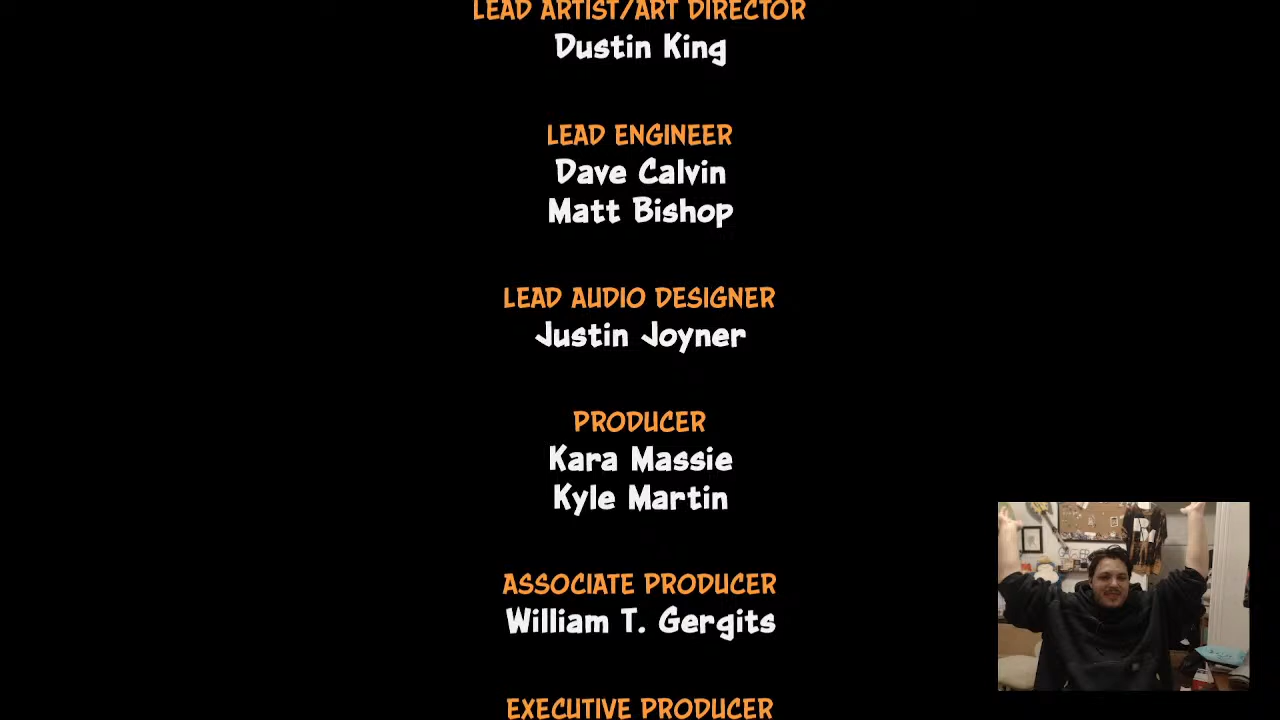 LEAD ARTIST/ART DIRECTOR
Dustin King
LEAD ENGINEER
Dave Calvin
Matt Bishop
LEAD AUDIO DESIGNER
Justin Joyner
PRODUCER
Kara Massie
Kyle Martin
ASSOCIATE PRODUCER
William T. Gergits
EXECUTIVE PRODUCER